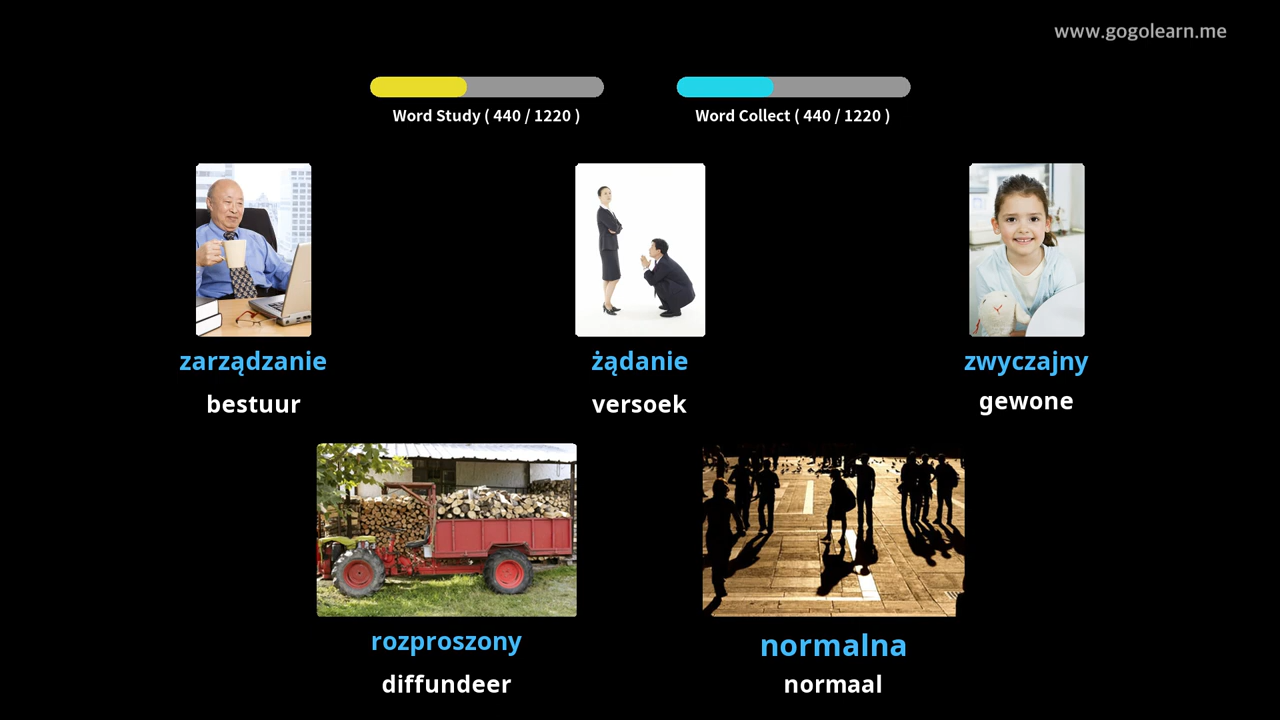 www.gogolearn.me
Word Study ( 440 / 1220 )
Word Collect ( 440 / 1220 )
zarządzanie
bestuur
żądanie
versoek
zwyczajny
gewone
rozproszony
diffundeer
normalna
normaal